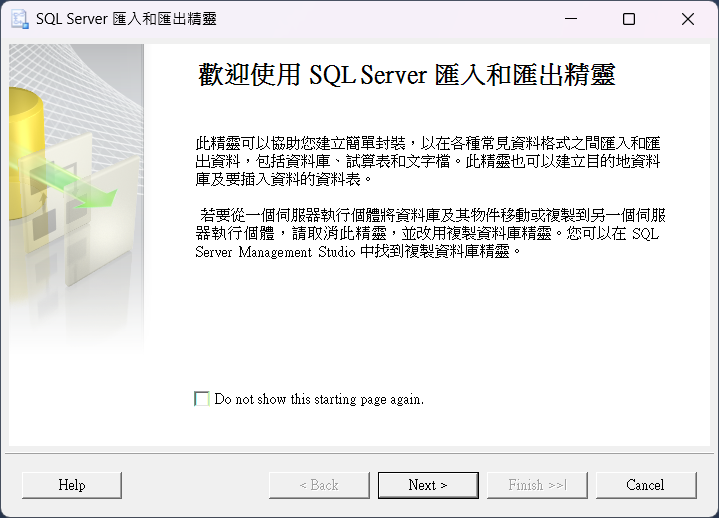 SQL Server 匯入和匯出精靈
歡迎使用 SQL Server 匯入和匯出精靈
此精靈可以協助您建立簡單封裝，以在各種常見資料格式之間匯入和匯
出資料，包括資料庫、試算表和文字檔。此精靈也可以建立目的地資料
庫及要插入資料的資料表。
若要從一個伺服器執行個體將資料庫及其物件移動或複製到另一個伺服
器執行個體，請取消此精靈，並改用複製資料庫精靈。您可以在 SQL
Server Management Studio 中找到複製資料庫精靈。
Do not show this starting page again.
Help
< Back
Next >
Finish >>|
Cancel